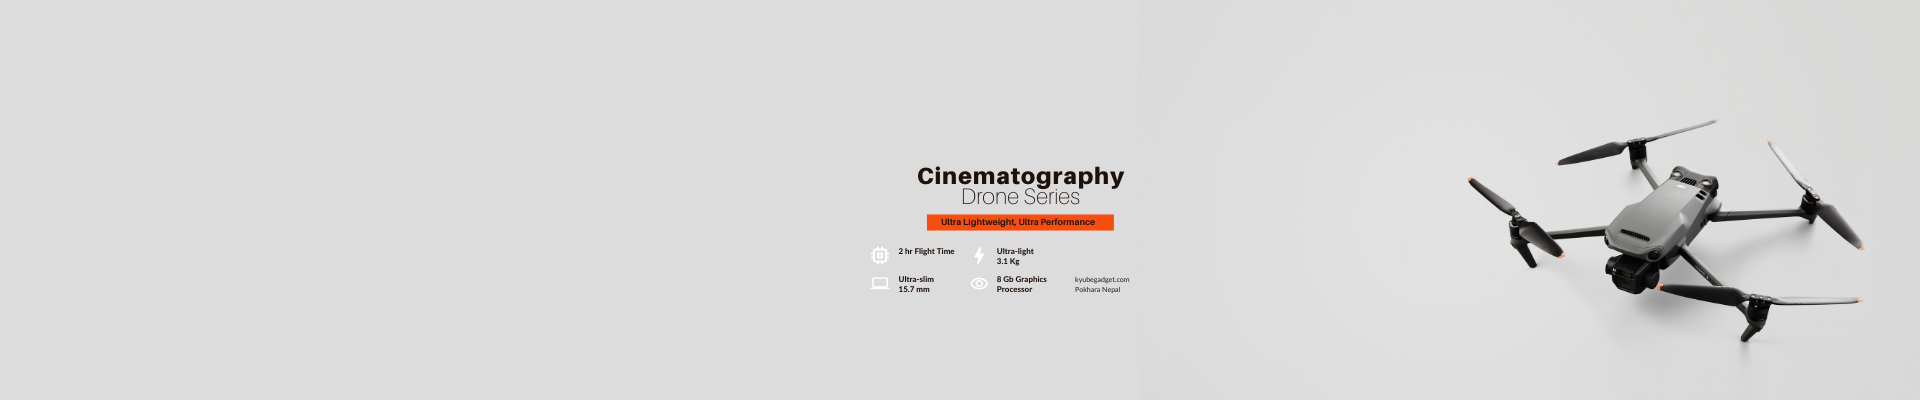 Cinematography
Drone Series
Ultra Lightweight, Ultra Performance
2 hr Flight Time
Ultra-light
3.1 Kg
Ultra-slim
15.7 mm
8 Gb Graphics
Processor
kyubegadget.com
Pokhara Nepal